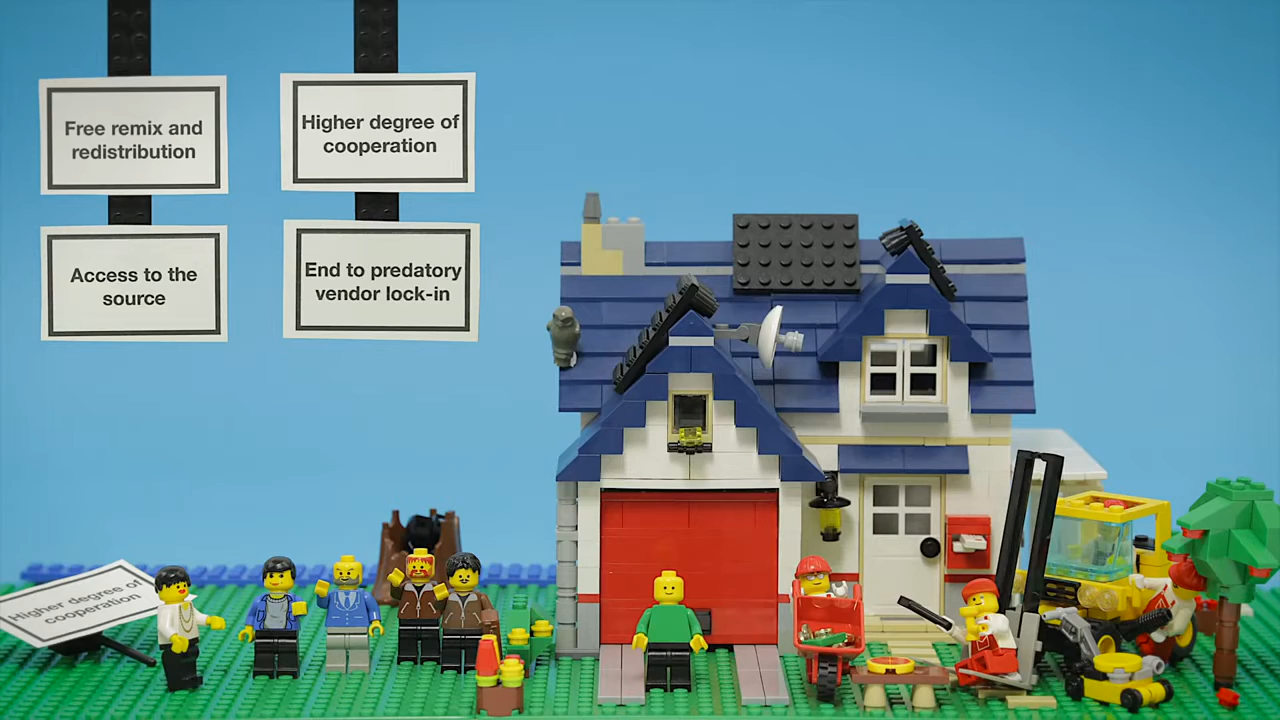 Free remix and
redistribution
Higher degree of
cooperation
Access to the
source
End to predatory
vendor lock-in
Higher degree of
cooperation